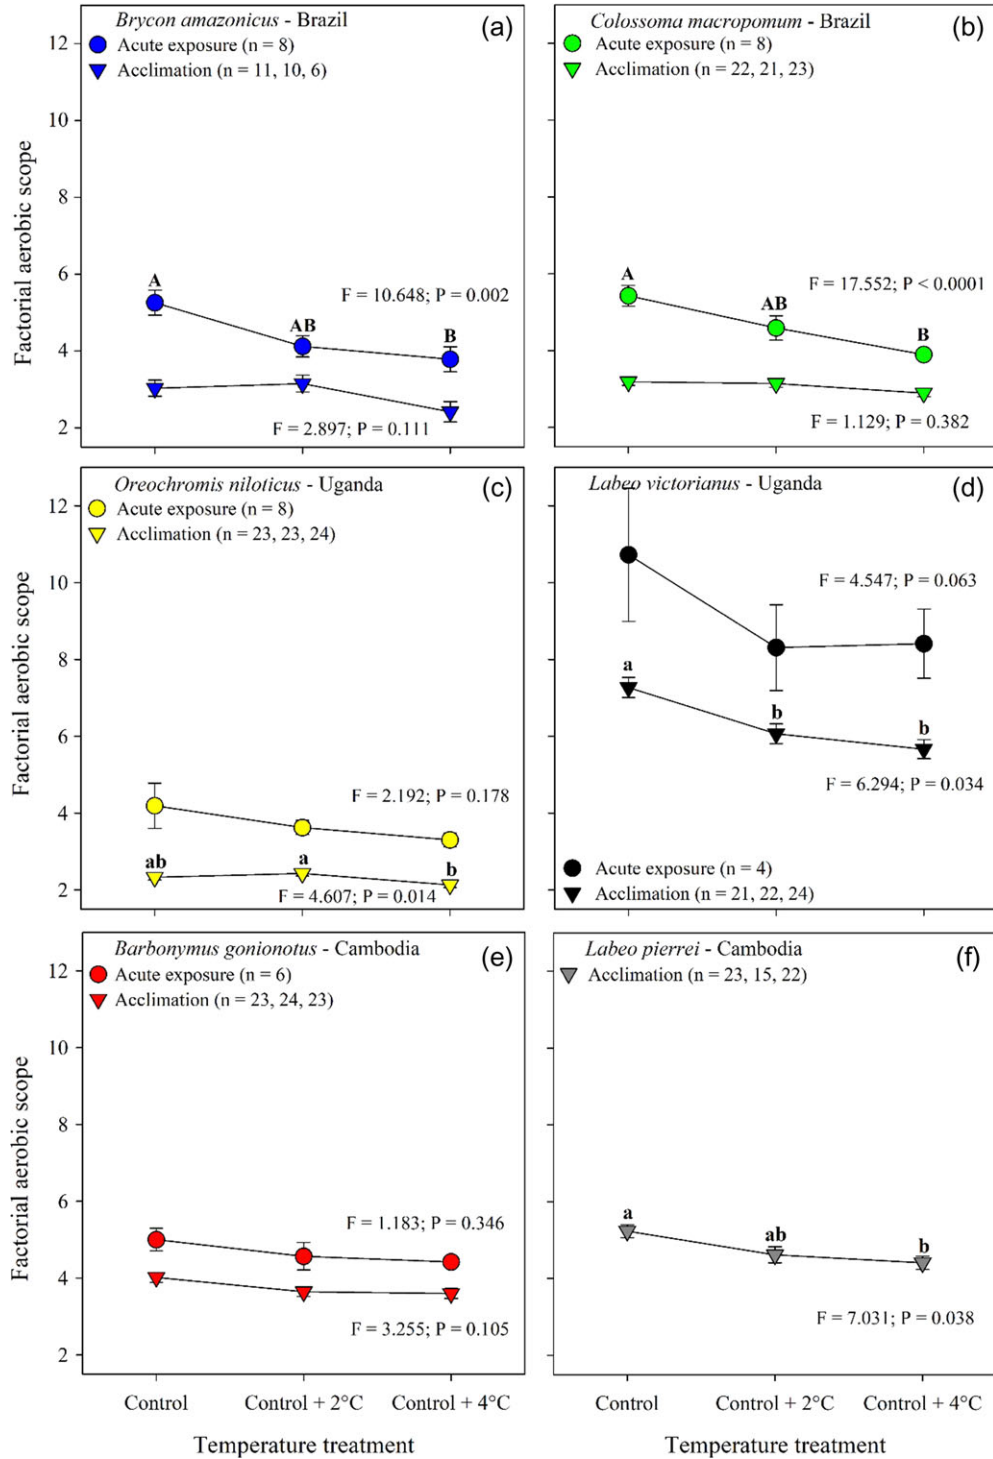 Brycon amazonicus - Brazil (a)
Acute exposure (n = 8)
Acclimation (n = 11, 10, 6)
12
10
8
6
4
2
Factorial aerobic scope
A
AB
B
F = 10.648; P = 0.002
F = 2.897; P = 0.111
Colossoma macropomum - Brazil (b)
Acute exposure (n = 8)
Acclimation (n = 22, 21, 23)
A
AB
B
F = 17.552; P < 0.0001
F = 1.129; P = 0.382
Oreochromis niloticus - Uganda (c)
Acute exposure (n = 8)
Acclimation (n = 23, 23, 24)
12
10
8
6
4
2
Factorial aerobic scope
F = 2.192; P = 0.178
ab
a
b
F = 4.607; P = 0.014
Labeo victorianus - Uganda (d)
F = 4.547; P = 0.063
a
b
b
F = 6.294; P = 0.034
Acute exposure (n = 4)
Acclimation (n = 21, 22, 24)
Barbonymus gonionotus - Cambodia (e)
Acute exposure (n = 6)
Acclimation (n = 23, 24, 23)
12
10
8
6
4
2
Factorial aerobic scope
F = 1.183; P = 0.346
F = 3.255; P = 0.105
Control
Control + 2°C
Control + 4°C
Temperature treatment
Labeo pierrei - Cambodia (f)
Acclimation (n = 23, 15, 22)
a
ab
b
F = 7.031; P = 0.038
Control
Control + 2°C
Control + 4°C
Temperature treatment